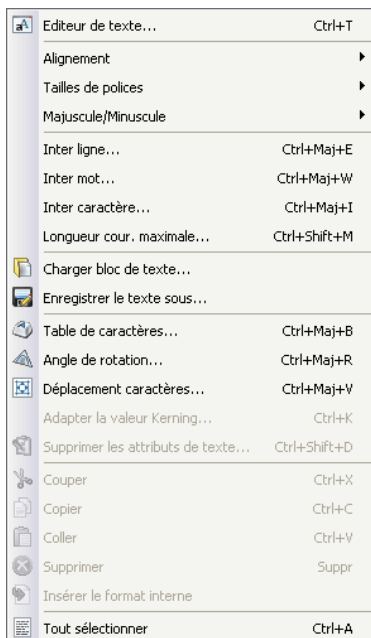 Editeur de texte... Ctrl+T
Alignement
Tailles de polices
Majuscule/Minuscule
Inter ligne... Ctrl+Maj+E
Inter mot... Ctrl+Maj+W
Inter caractère... Ctrl+Maj+I
Longueur cour. maximale... Ctrl+Shift+M
Charger bloc de texte...
Enregistrer le texte sous...
Table de caractères... Ctrl+Maj+B
Angle de rotation... Ctrl+Maj+R
Déplacement caractères... Ctrl+Maj+V
Adapter la valeur Kerning... Ctrl+K
Supprimer les attributs de texte... Ctrl+Shift+D
Couper Ctrl+X
Copier Ctrl+C
Coller Ctrl+V
Supprimer Suppr
Insérer le format interne
Tout sélectionner Ctrl+A